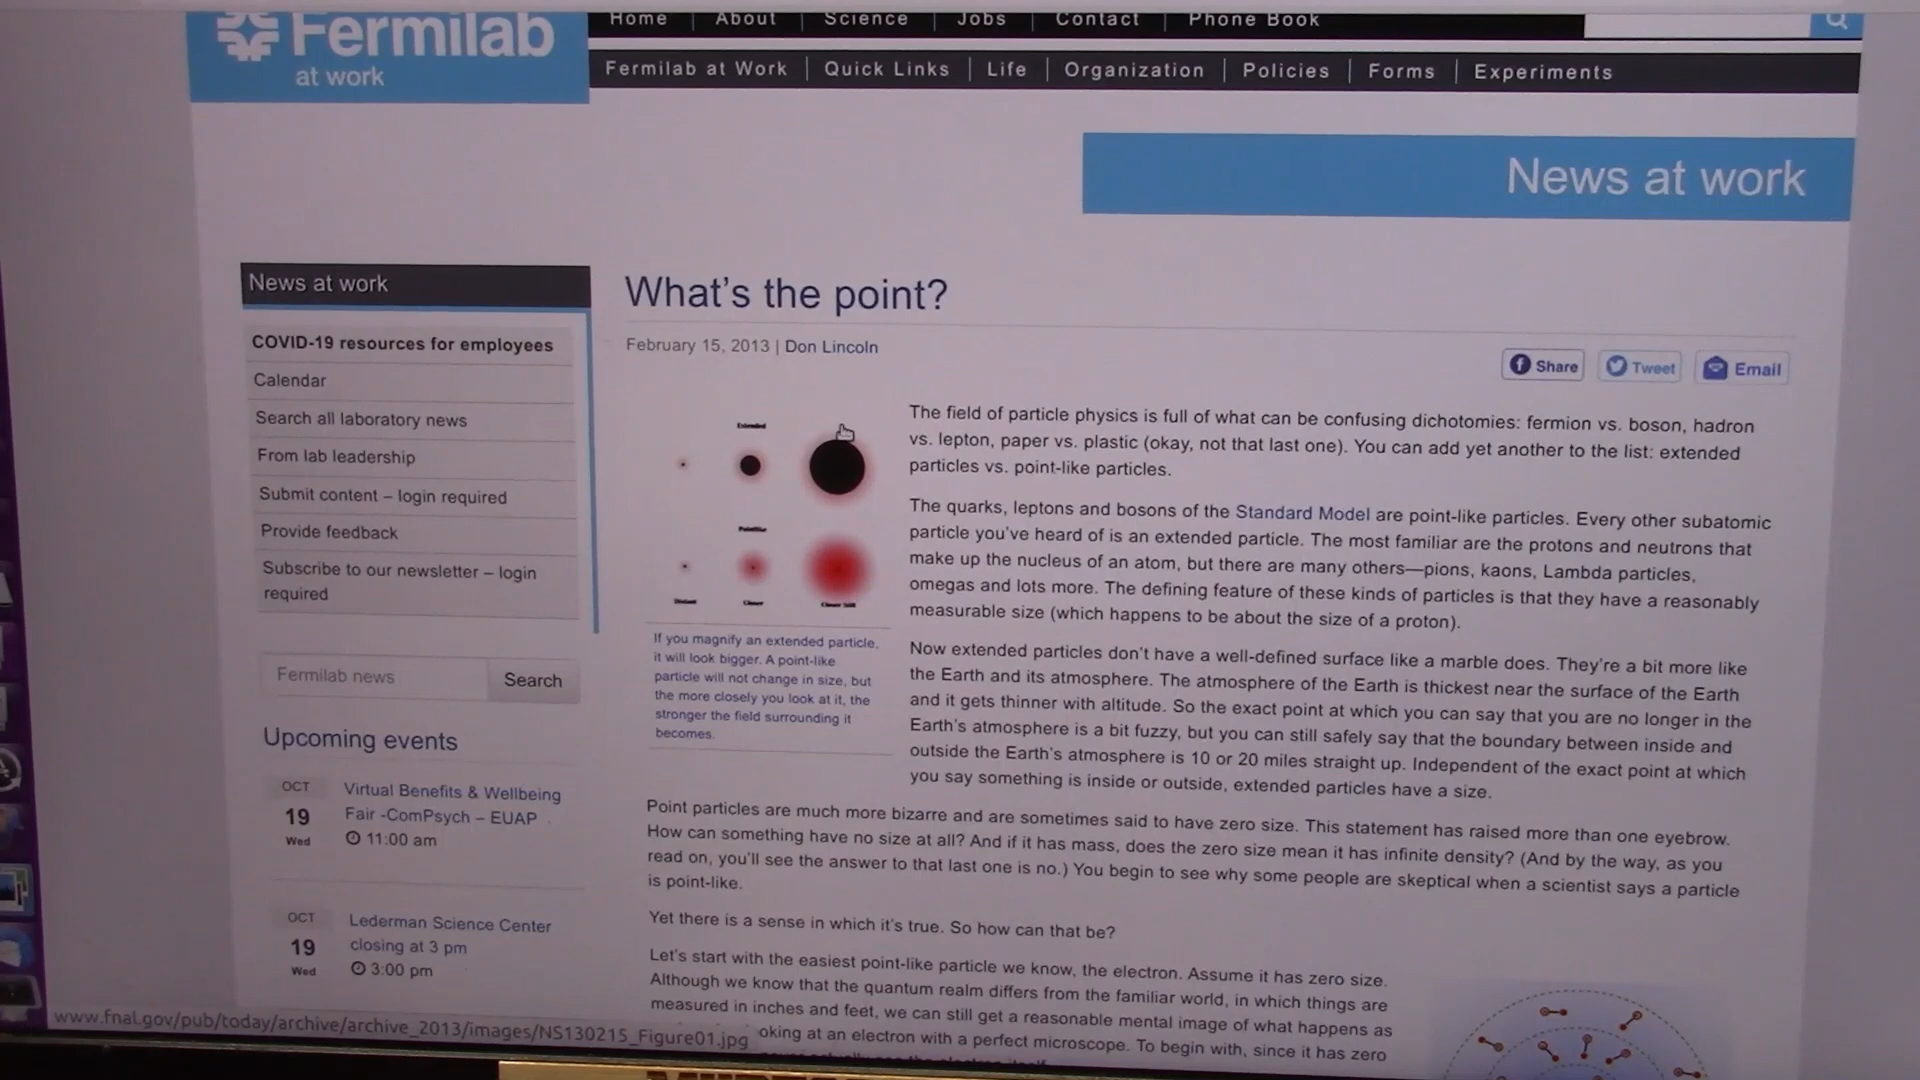 Fermilab
at work
Home
About
Science
Jobs
Contact
Phone Book
Fermilab at Work
Quick Links
Life
Organization
Policies
Forms
Experiments
News at work
News at work
COVID-19 resources for employees
Calendar
Search all laboratory news
From lab leadership
Submit content – login required
Provide feedback
Subscribe to our newsletter – login
required
Fermilab news
Search
Upcoming events
OCT
19
Wed
Virtual Benefits & Wellbeing
Fair -ComPsych – EUAP
11:00 am
OCT
19
Wed
Lederman Science Center
closing at 3 pm
3:00 pm
What's the point?
February 15, 2013 | Don Lincoln
Share
Tweet
Email
Extended
Pointlike
Distant
Closer
Closer Still
If you magnify an extended particle,
it will look bigger. A point-like
particle will not change in size, but
the more closely you look at it, the
stronger the field surrounding it
becomes.
The field of particle physics is full of what can be confusing dichotomies: fermion vs. boson, hadron
vs. lepton, paper vs. plastic (okay, not that last one). You can add yet another to the list: extended
particles vs. point-like particles.
The quarks, leptons and bosons of the Standard Model are point-like particles. Every other subatomic
particle you've heard of is an extended particle. The most familiar are the protons and neutrons that
make up the nucleus of an atom, but there are many others—pions, kaons, Lambda particles,
omegas and lots more. The defining feature of these kinds of particles is that they have a reasonably
measurable size (which happens to be about the size of a proton).
Now extended particles don't have a well-defined surface like a marble does. They're a bit more like
the Earth and its atmosphere. The atmosphere of the Earth is thickest near the surface of the Earth
and it gets thinner with altitude. So the exact point at which you can say that you are no longer in the
Earth's atmosphere is a bit fuzzy, but you can still safely say that the boundary between inside and
outside the Earth's atmosphere is 10 or 20 miles straight up. Independent of the exact point at which
you say something is inside or outside, extended particles have a size.
Point particles are much more bizarre and are sometimes said to have zero size. This statement has raised more than one eyebrow.
How can something have no size at all? And if it has mass, does the zero size mean it has infinite density? (And by the way, as you
read on, you'll see the answer to that last one is no.) You begin to see why some people are skeptical when a scientist says a particle
is point-like.
Yet there is a sense in which it's true. So how can that be?
Let's start with the easiest point-like particle we know, the electron. Assume it has zero size.
Although we know that the quantum realm differs from the familiar world, in which things are
measured in inches and feet, we can still get a reasonable mental image of what happens as
oking at an electron with a perfect microscope. To begin with, since it has zero
www.fnal.gov/pub/today/archive/archive_2013/images/NS130215_Figure01.jpg